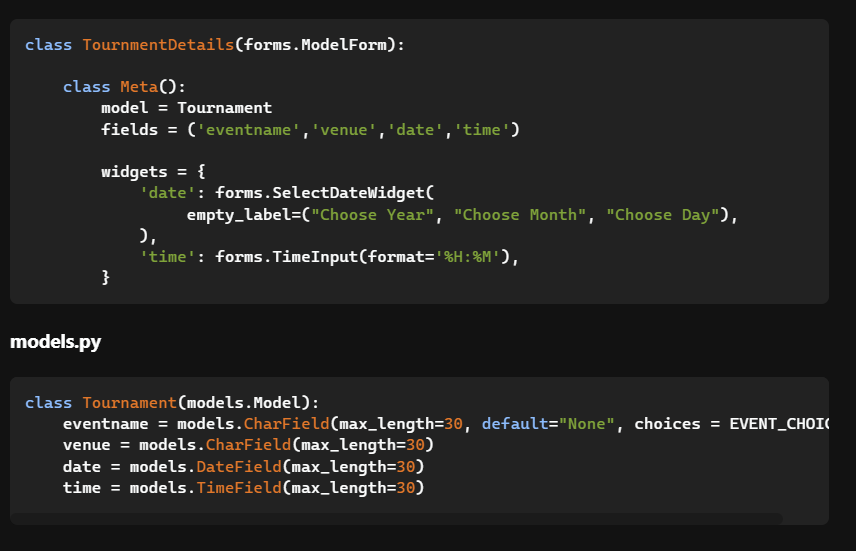 class TournmentDetails(forms.ModelForm):
class Meta():
model = Tournament
fields = ('eventname','venue','date','time')
widgets = {
'date': forms.SelectDateWidget(
empty_label=("Choose Year", "Choose Month", "Choose Day"),
),
'time': forms.TimeInput(format='%H:%M'),
}
models.py
class Tournament(models.Model):
eventname = models.CharField(max_length=30, default="None", choices = EVENT_CHOIC
venue = models.CharField(max_length=30)
date = models.DateField(max_length=30)
time = models.TimeField(max_length=30)